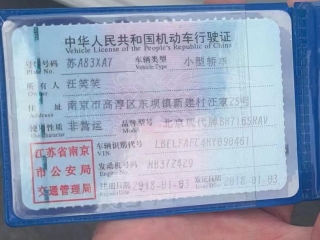 中华人民共和国机动车行驶证
Vehicle License of the People's Republic of China
号牌号码 苏A83XAY 车辆类型 小型轿车
Plate No. Vehicle Type
所有人 汪笑笑
Owner
住址 南京市高淳区东坝镇新建村汪家25号
Address
使用性质 非营运 品牌型号 北京现代牌BH7165RAV
Use Character Model
江苏省南京市公安局交通管理局
车辆识别代号 LBELFAFC4HY090461
VIN
发动机号码 HB372429
Engine No.
注册日期 2018-01-03 发证日期 2018-01-03